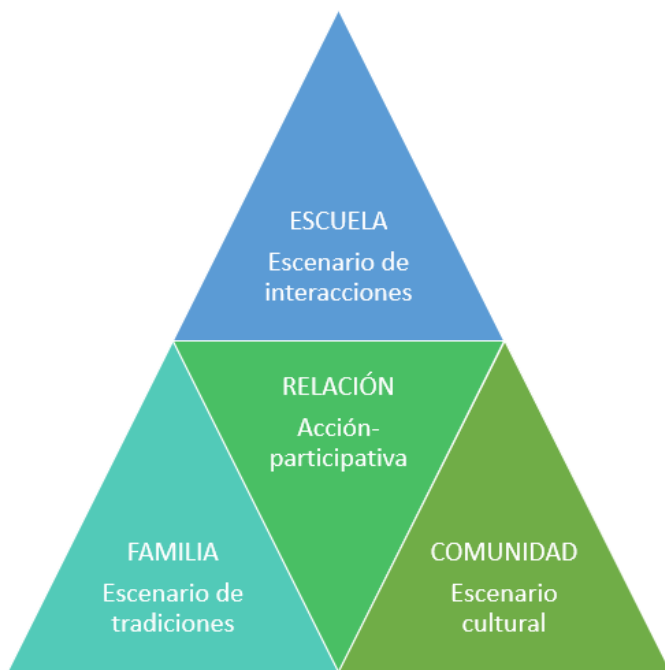 ESCUELA
Escenario de
interacciones
RELACIÓN
Acción-
participativa
FAMILIA
Escenario de
tradiciones
COMUNIDAD
Escenario
cultural